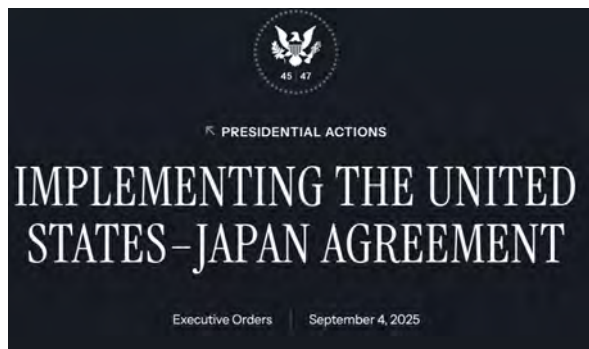 45 47
PRESIDENTIAL ACTIONS
IMPLEMENTING THE UNITED
STATES–JAPAN AGREEMENT
Executive Orders | September 4, 2025